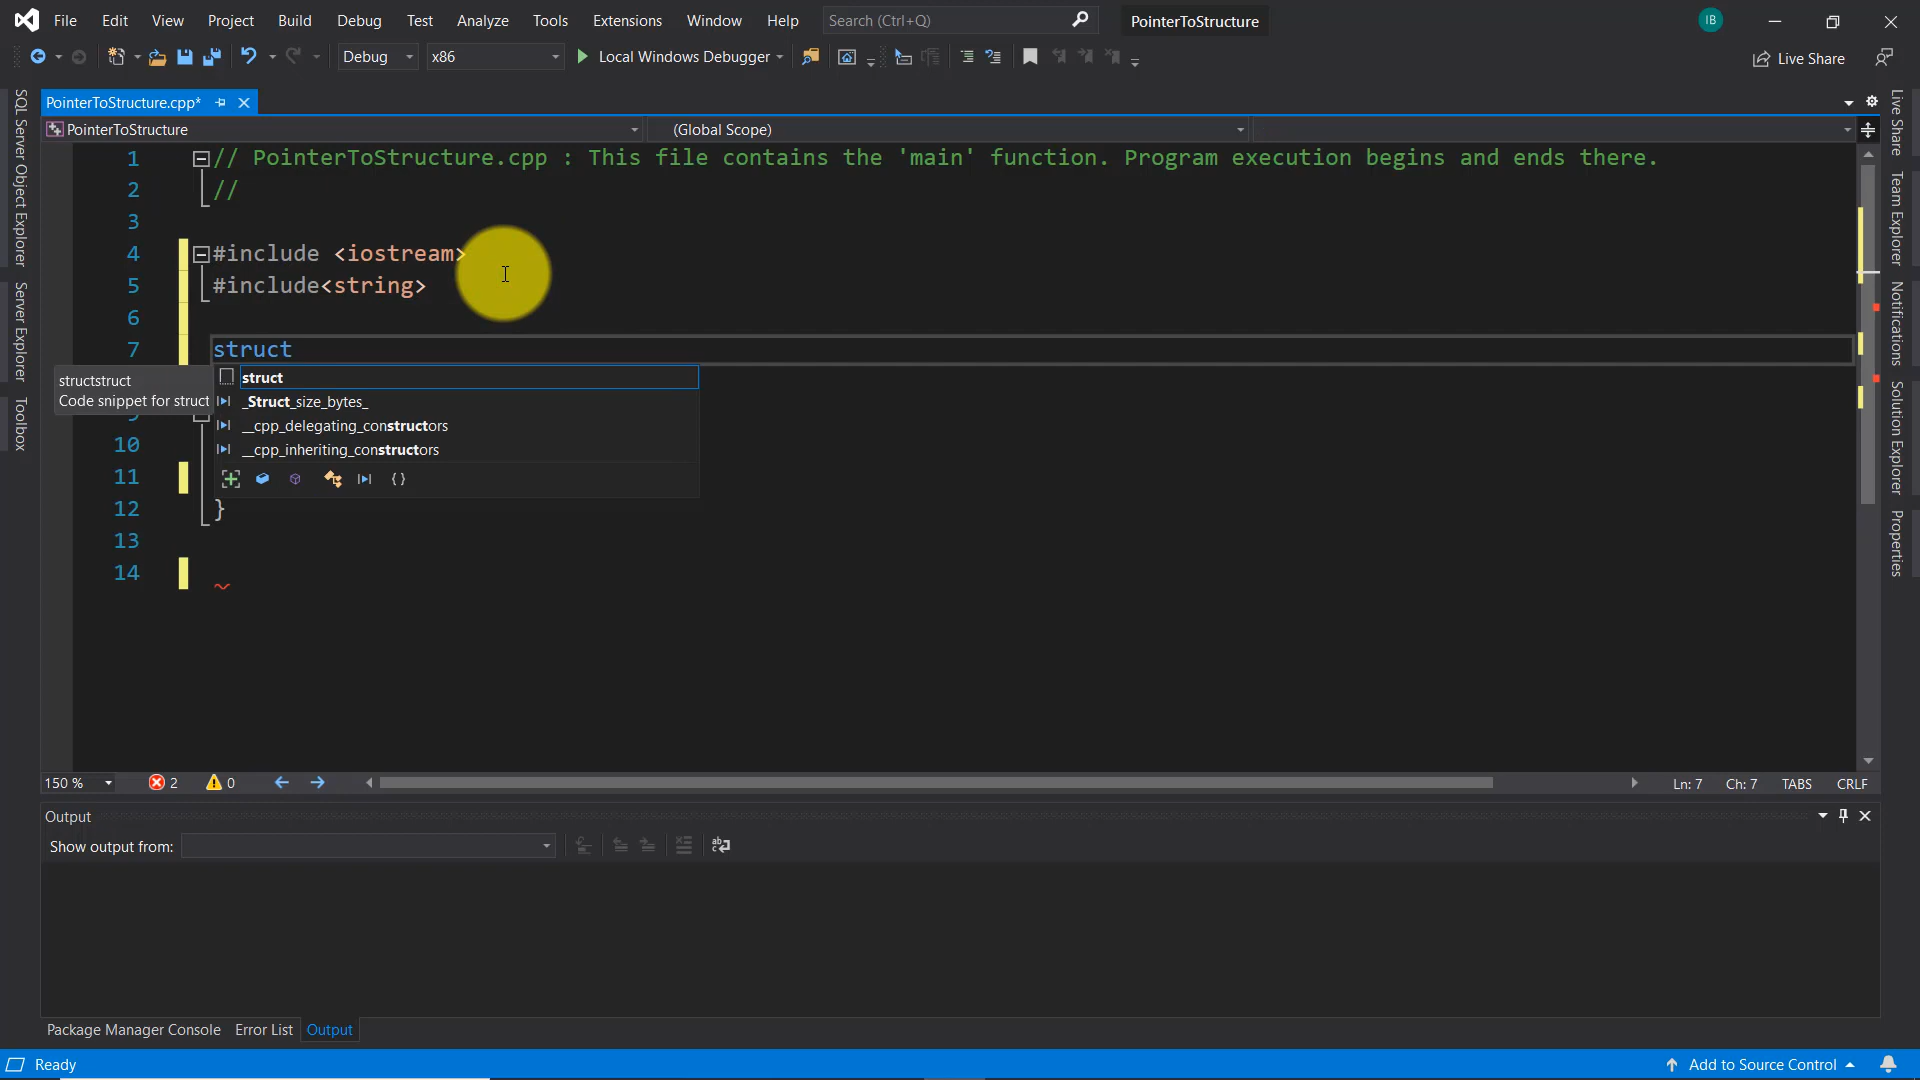 File Edit View Project Build Debug Test Analyze Tools Extensions Window Help Search (Ctrl+Q) PointerToStructure IB
Debug x86 Local Windows Debugger Live Share
PointerToStructure.cpp*
PointerToStructure (Global Scope)
1 // PointerToStructure.cpp : This file contains the 'main' function. Program execution begins and ends there.
2 //
3
4 #include <iostream>
5 #include<string>
6
7 struct
structstruct
Code snippet for struct
struct
_Struct_size_bytes_
__cpp_delegating_constructors
__cpp_inheriting_constructors
10
11
12 }
13
14
150 % 2 0 Ln: 7 Ch: 7 TABS CRLF
Output
Show output from:
Package Manager Console Error List Output
Ready Add to Source Control
SQL Server Object Explorer
Server Explorer
Toolbox
Live Share
Team Explorer
Notifications
Solution Explorer
Properties